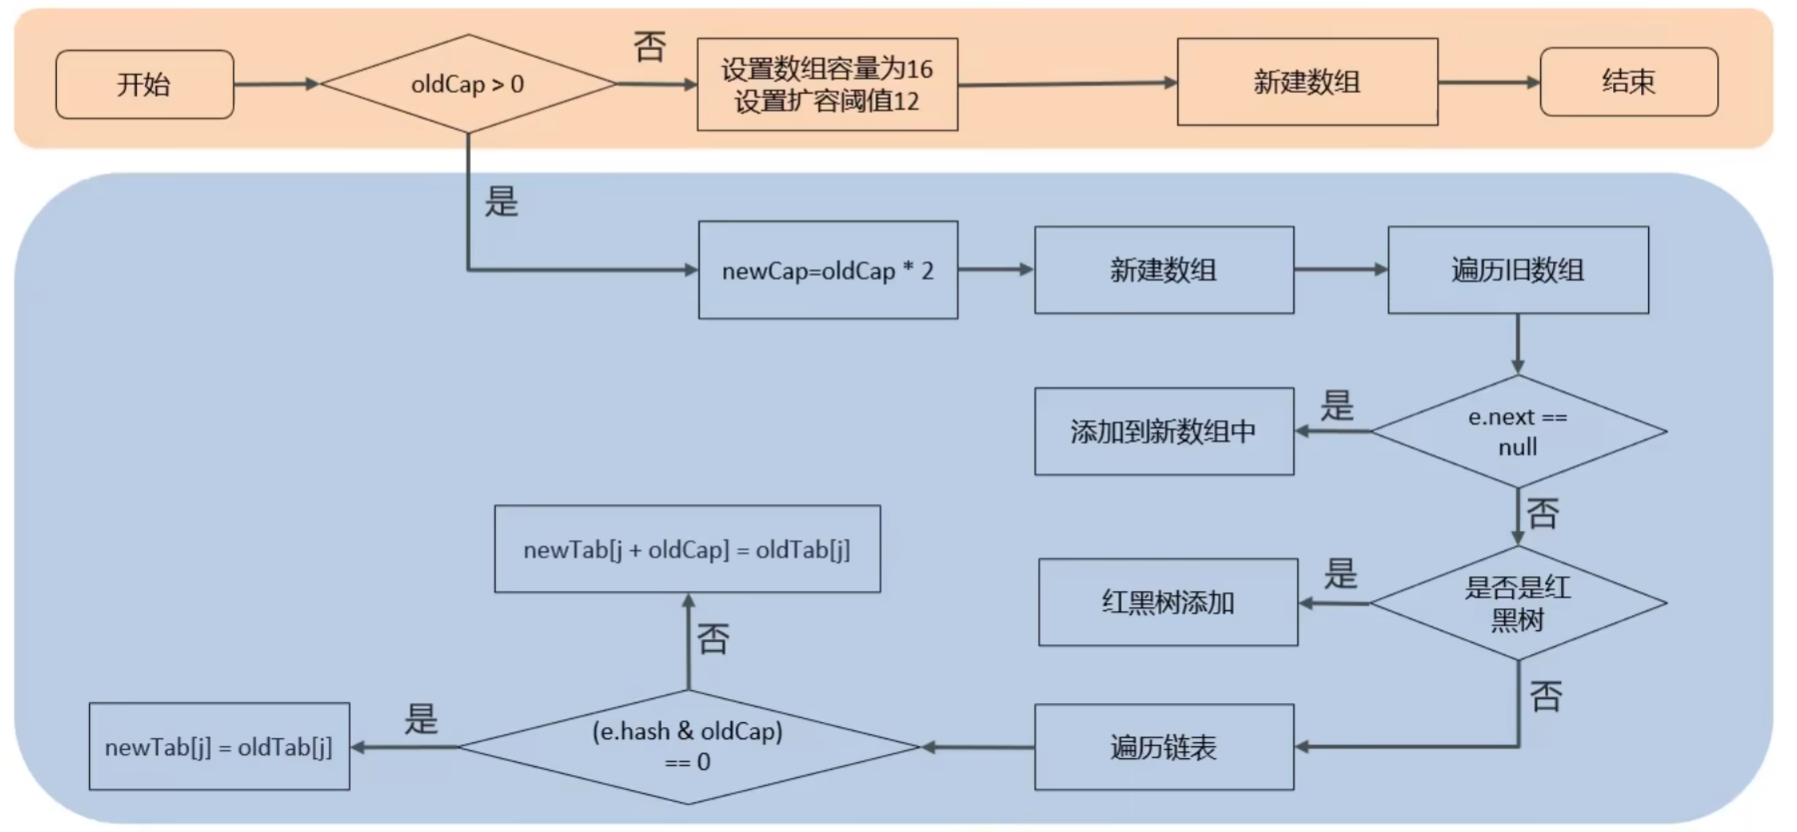 开始
oldCap > 0
否
设置数组容量为16
设置扩容阈值12
新建数组
结束
是
newCap=oldCap * 2
新建数组
遍历旧数组
e.next ==
null
是
添加到新数组中
否
是否是红
黑树
是
红黑树添加
否
遍历链表
(e.hash & oldCap)
== 0
否
newTab[j + oldCap] = oldTab[j]
是
newTab[j] = oldTab[j]